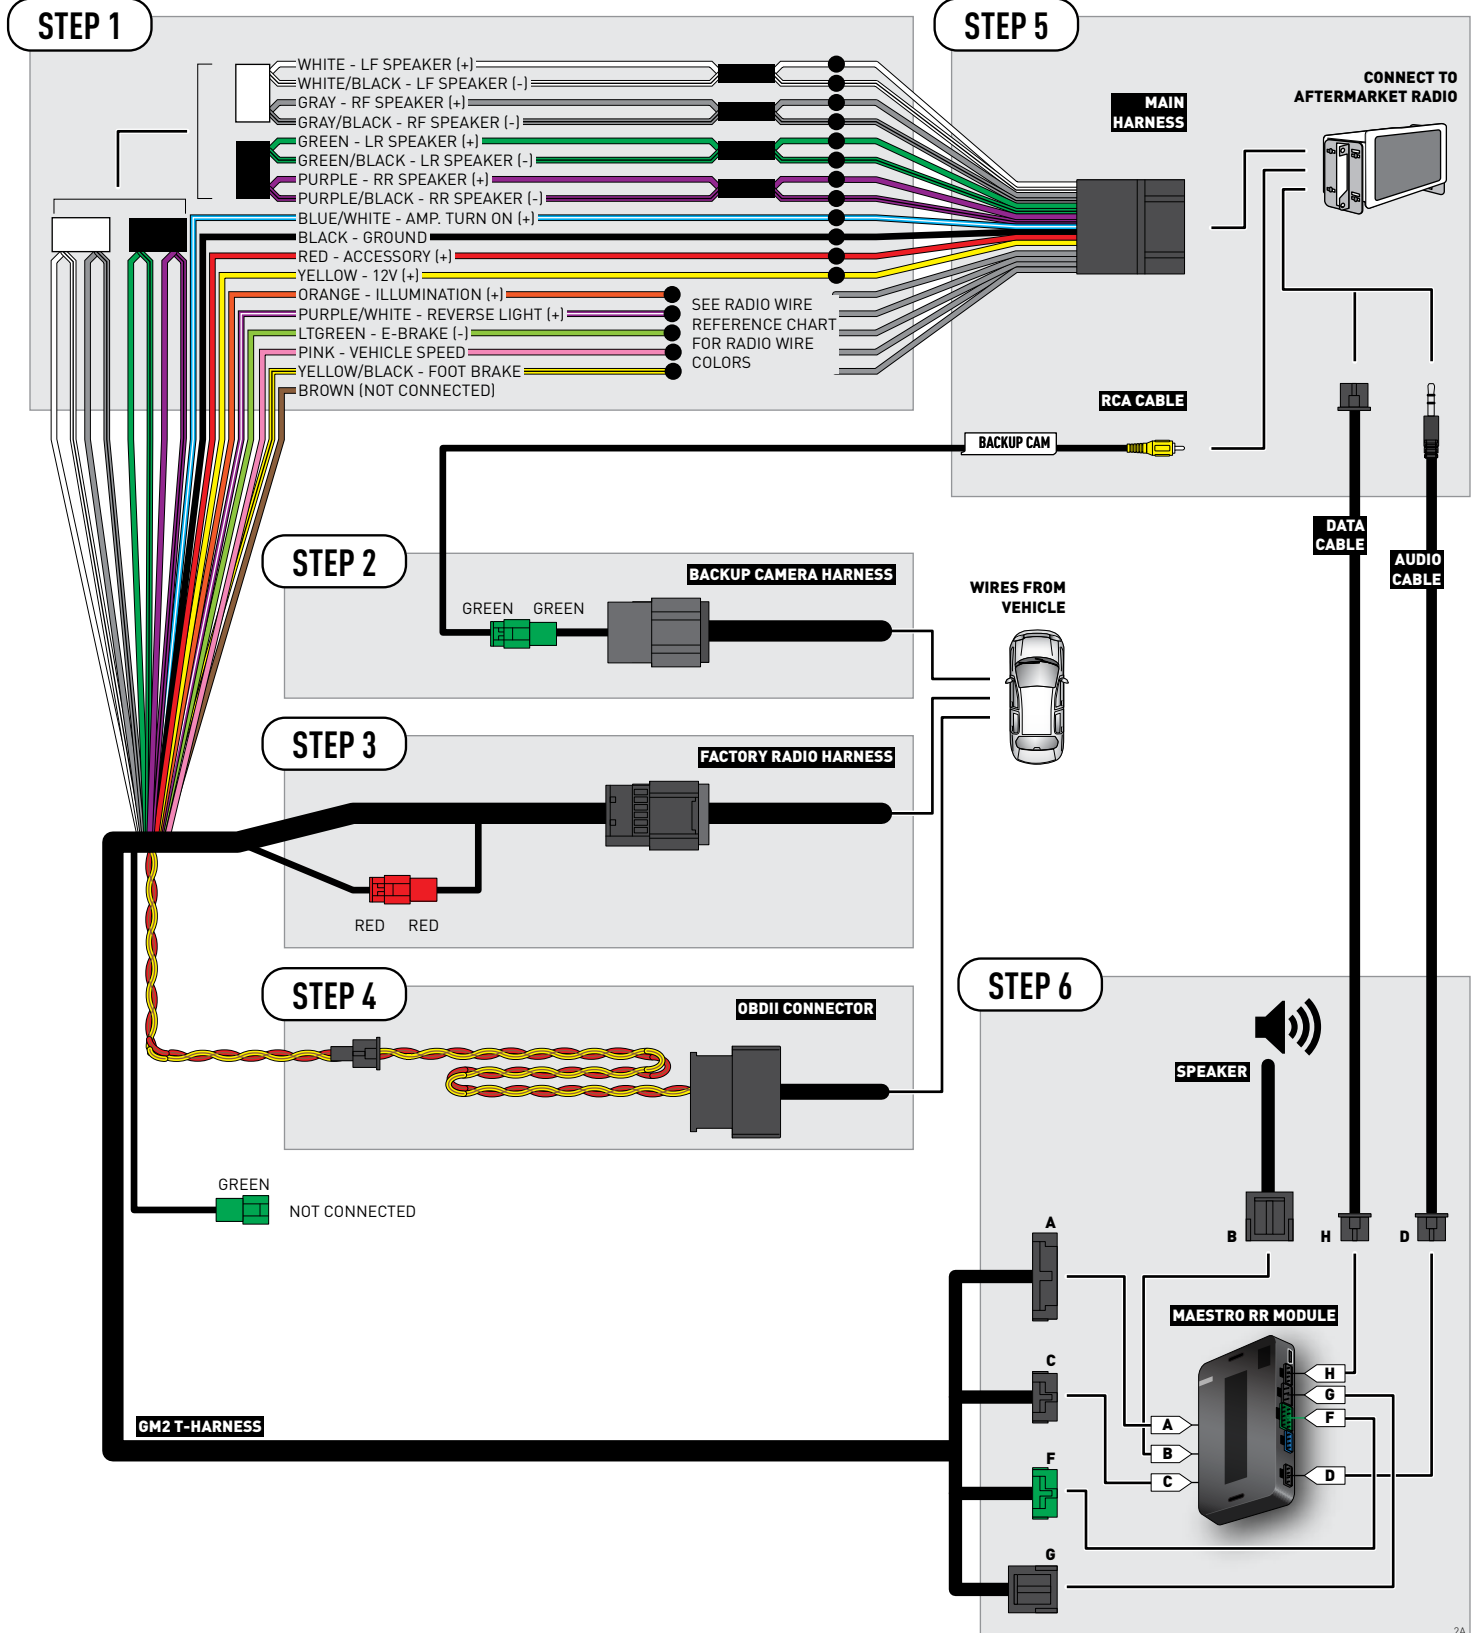 STEP 1
WHITE - LF SPEAKER (+)
WHITE/BLACK - LF SPEAKER (-)
GRAY - RF SPEAKER (+)
GRAY/BLACK - RF SPEAKER (-)
GREEN - LR SPEAKER (+)
GREEN/BLACK - LR SPEAKER (-)
PURPLE - RR SPEAKER (+)
PURPLE/BLACK - RR SPEAKER (-)
BLUE/WHITE - AMP. TURN ON (+)
BLACK - GROUND
RED - ACCESSORY (+)
YELLOW - 12V (+)
ORANGE - ILLUMINATION (+)
PURPLE/WHITE - REVERSE LIGHT (+)
LTGREEN - E-BRAKE (-)
PINK - VEHICLE SPEED
YELLOW/BLACK - FOOT BRAKE
BROWN (NOT CONNECTED)
SEE RADIO WIRE
REFERENCE CHART
FOR RADIO WIRE
COLORS
STEP 5
MAIN
HARNESS
CONNECT TO
AFTERMARKET RADIO
RCA CABLE
BACKUP CAM
DATA
CABLE
AUDIO
CABLE
STEP 2
BACKUP CAMERA HARNESS
GREEN GREEN
WIRES FROM
VEHICLE
STEP 3
FACTORY RADIO HARNESS
RED RED
STEP 4
OBDII CONNECTOR
GREEN
NOT CONNECTED
GM2 T-HARNESS
STEP 6
SPEAKER
B
H
D
A
C
F
G
MAESTRO RR MODULE
H
G
F
D
A
B
C
2A